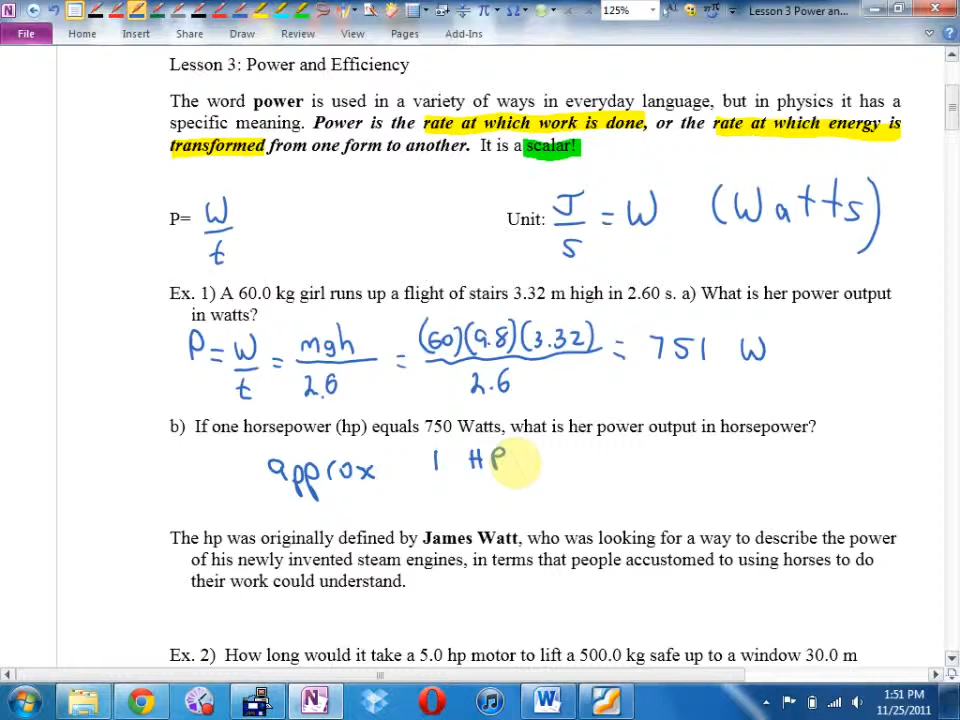 125%
Lesson 3 Power an...
File Home Insert Share Draw Review View Pages Add-Ins
Lesson 3: Power and Efficiency
The word power is used in a variety of ways in everyday language, but in physics it has a
specific meaning. Power is the rate at which work is done, or the rate at which energy is
transformed from one form to another. It is a scalar!
P= W/t Unit: J/s = W (Watts)
Ex. 1) A 60.0 kg girl runs up a flight of stairs 3.32 m high in 2.60 s. a) What is her power output
in watts?
P = W/t = mgh/2.6 = (60)(9.8)(3.32)/2.6 = 751 W
b) If one horsepower (hp) equals 750 Watts, what is her power output in horsepower?
approx 1 HP
The hp was originally defined by James Watt, who was looking for a way to describe the power
of his newly invented steam engines, in terms that people accustomed to using horses to do
their work could understand.
Ex. 2) How long would it take a 5.0 hp motor to lift a 500.0 kg safe up to a window 30.0 m
1:51 PM
11/25/2011